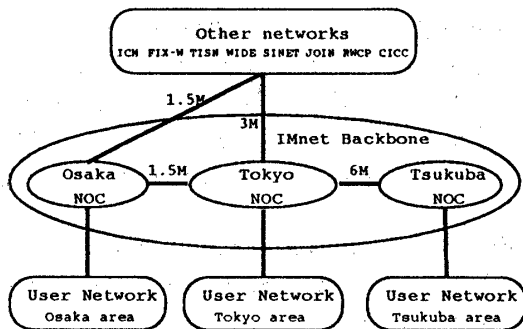 Other networks
ICM FIX-W TISN WIDE SINET JOIN RWCP CICC
1.5M
3M
IMnet Backbone
Osaka
NOC
1.5M
Tokyo
NOC
6M
Tsukuba
NOC
User Network
Osaka area
User Network
Tokyo area
User Network
Tsukuba area